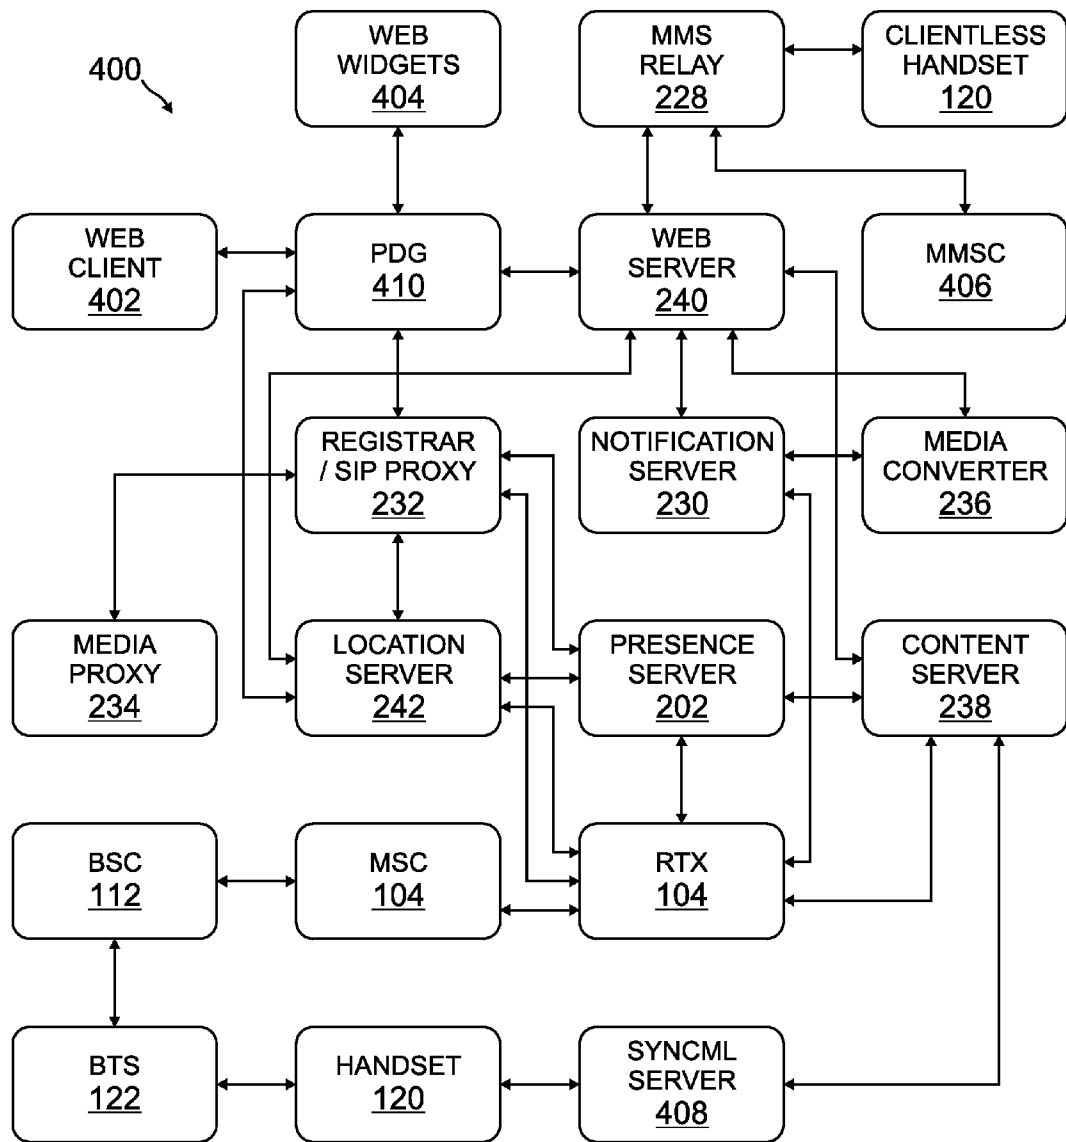 400
WEB
WIDGETS
404
MMS
RELAY
228
CLIENTLESS
HANDSET
120
WEB
CLIENT
402
PDG
410
WEB
SERVER
240
MMSC
406
REGISTRAR
/ SIP PROXY
232
NOTIFICATION
SERVER
230
MEDIA
CONVERTER
236
MEDIA
PROXY
234
LOCATION
SERVER
242
PRESENCE
SERVER
202
CONTENT
SERVER
238
BSC
112
MSC
104
RTX
104
BTS
122
HANDSET
120
SYNCML
SERVER
408